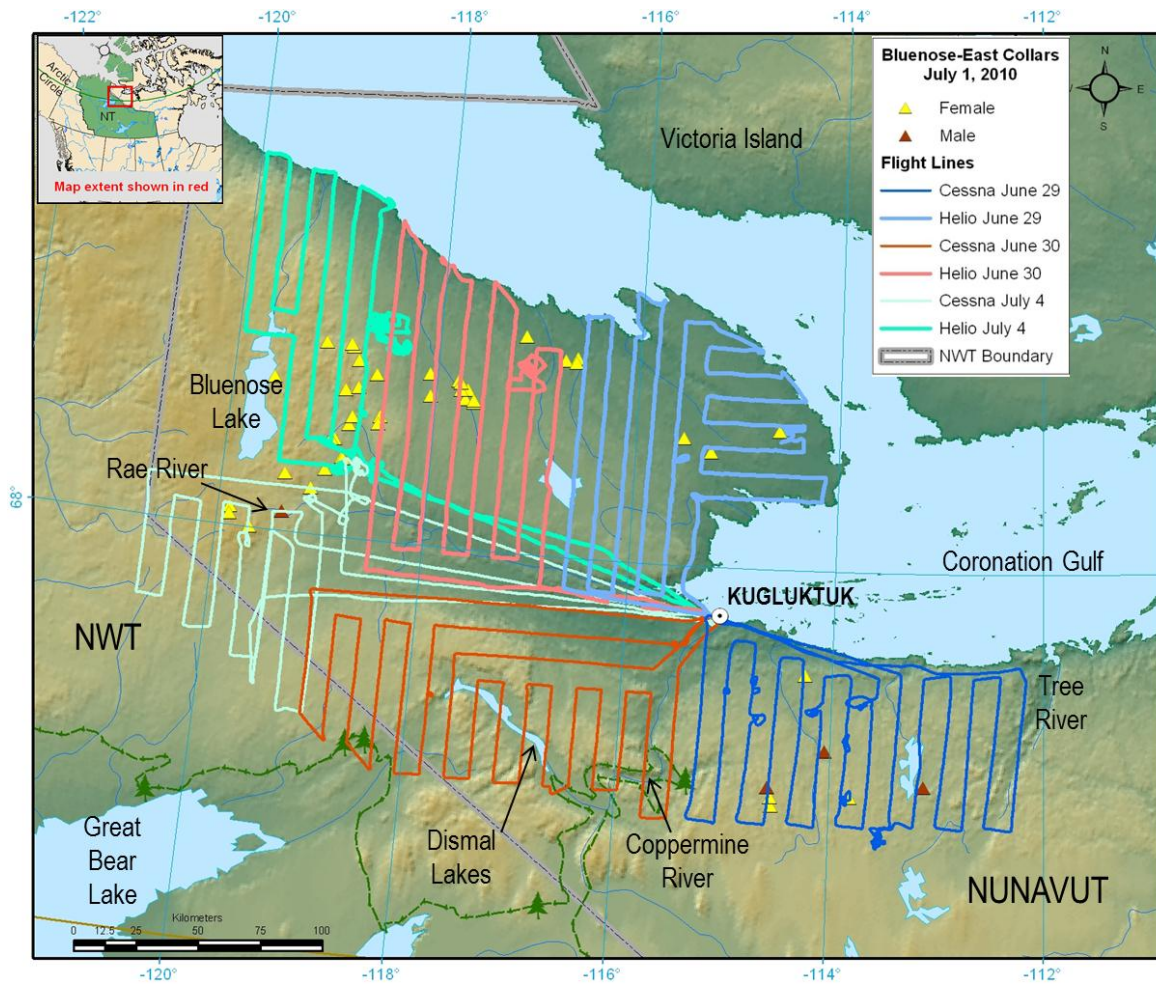 -122°
-120°
-118°
-116°
-114°
-112°
Arctic
Circle
NT
Map extent shown in red
Bluenose-East Collars
July 1, 2010
Female
Male
Flight Lines
Cessna June 29
Helio June 29
Cessna June 30
Helio June 30
Cessna July 4
Helio July 4
NWT Boundary
N
E
S
Victoria Island
Bluenose
Lake
Rae River
68°
Coronation Gulf
KUGLUKTUK
NWT
Tree
River
Great
Bear
Lake
Dismal
Lakes
Coppermine
River
NUNAVUT
Kilometers
0 12.5 25 50 75 100
-120°
-118°
-116°
-114°
-112°